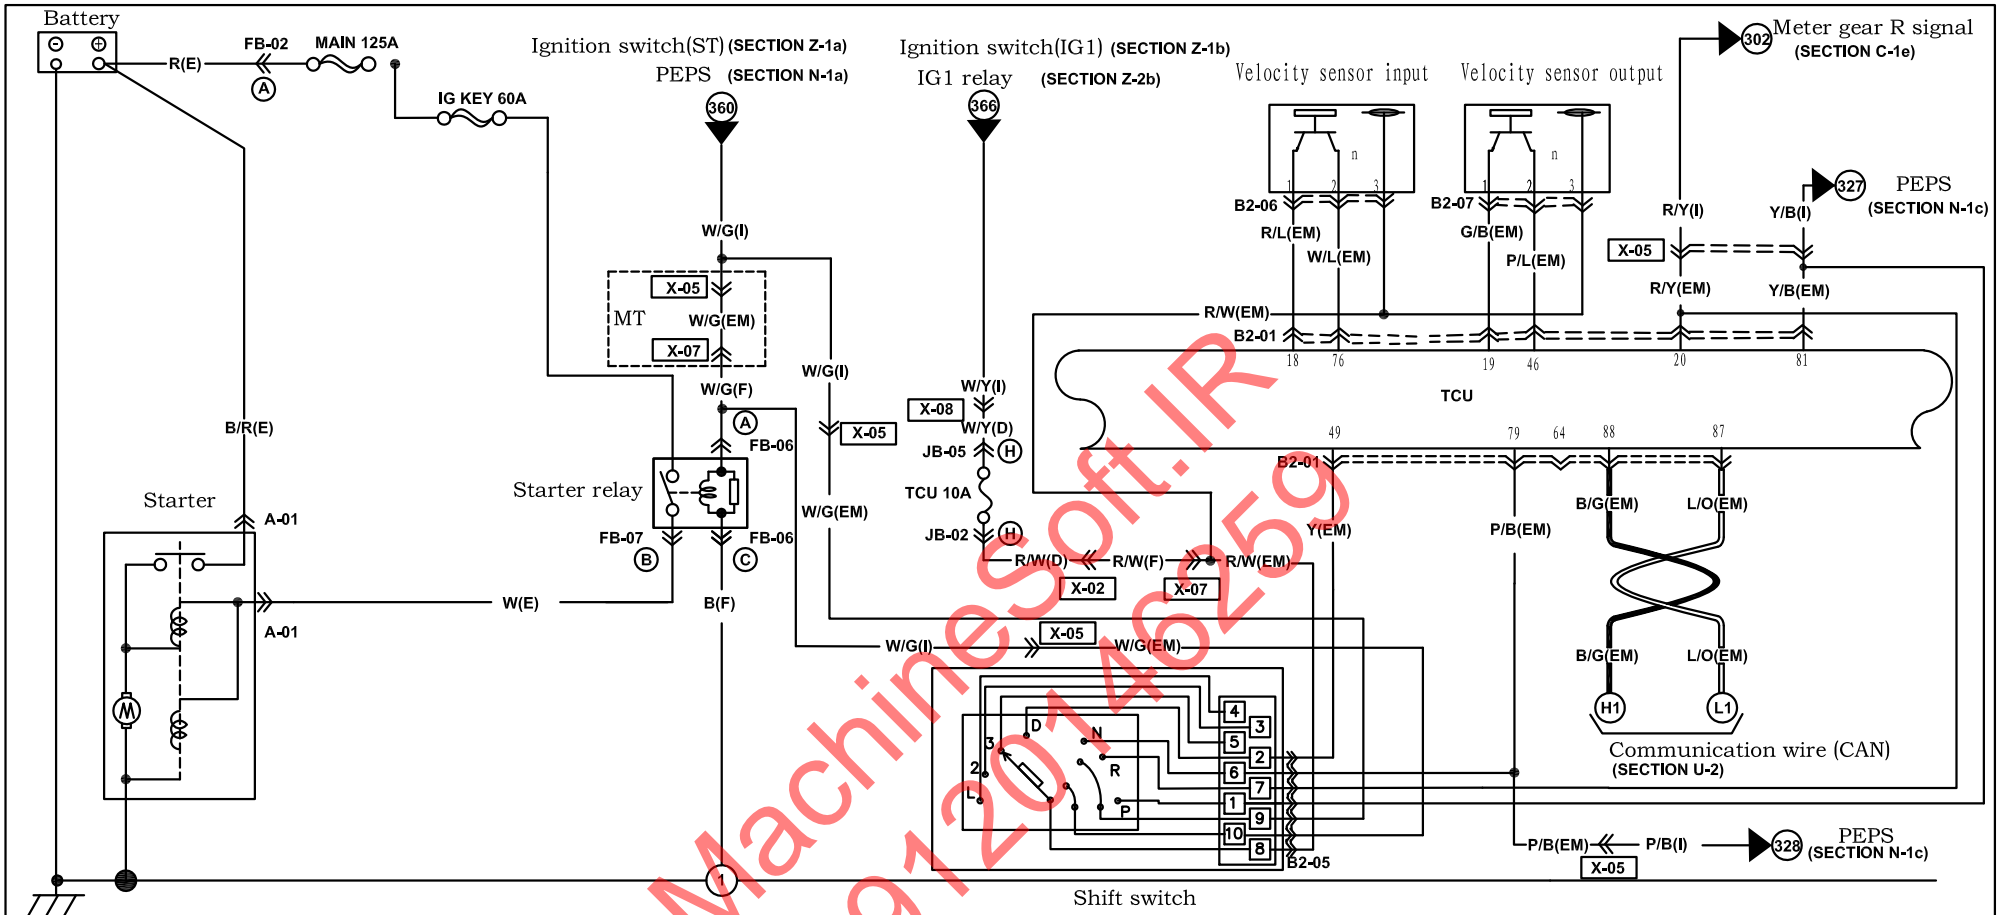 Battery
FB-02
MAIN 125A
R(E)
A
IG KEY 60A
Ignition switch(ST) (SECTION Z-1a)
PEPS (SECTION N-1a)
360
Ignition switch(IG1) (SECTION Z-1b)
IG1 relay (SECTION Z-2b)
366
Velocity sensor input
Velocity sensor output
302
Meter gear R signal
(SECTION C-1e)
327
PEPS
(SECTION N-1c)
n
n
1 2 3
1 2 3
B2-06
B2-07
R/L(EM)
W/L(EM)
G/B(EM)
P/L(EM)
R/Y(I)
Y/B(I)
X-05
R/Y(EM)
Y/B(EM)
W/G(I)
X-05
MT
W/G(EM)
X-07
W/G(F)
W/G(I)
R/W(EM)
B2-01
18 76 19 46 20 81
TCU
W/Y(I)
X-08
W/Y(D)
A
FB-06
X-05
JB-05
H
TCU 10A
JB-02
H
B/R(E)
Starter relay
W/G(EM)
49 79 64 88 87
B2-01
Y(EM)
P/B(EM)
B/G(EM)
L/O(EM)
Starter
A-01
FB-07
B
C
FB-06
R/W(D)
R/W(F)
R/W(EM)
X-02
X-07
W(E)
B(F)
A-01
W/G(I)
X-05
W/G(EM)
B/G(EM)
L/O(EM)
M
H1
L1
Communication wire (CAN)
(SECTION U-2)
D
N
3
R
2
L
P
4
3
5
2
6
7
1
9
10
8
B2-05
P/B(EM)
P/B(I)
X-05
328
PEPS
(SECTION N-1c)
1
Shift switch
MachineSoft.IR
9120146259